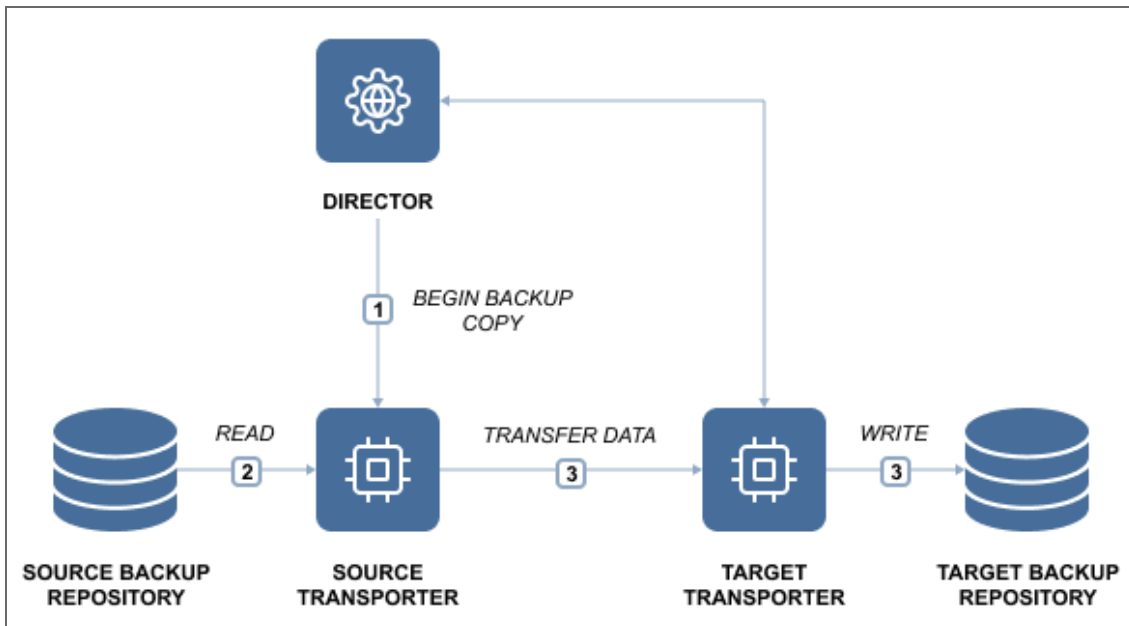 DIRECTOR
1
BEGIN BACKUP
COPY
READ
2
TRANSFER DATA
3
WRITE
3
SOURCE BACKUP
REPOSITORY
SOURCE
TRANSPORTER
TARGET
TRANSPORTER
TARGET BACKUP
REPOSITORY